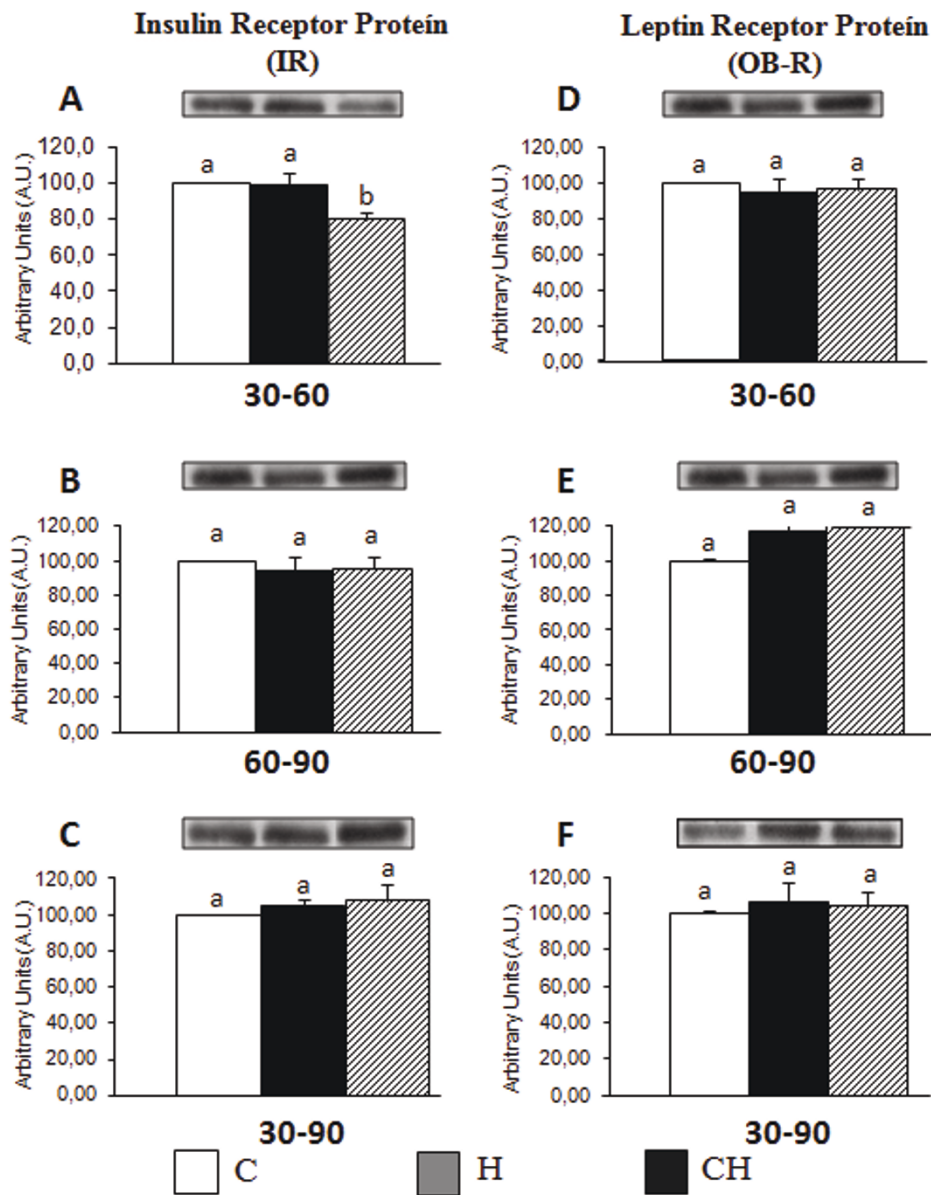 Insulin Receptor Proteín
(IR)
Leptin Receptor Proteín
(OB-R)
A
120,0
100,0
80,0
60,0
40,0
20,0
0,0
Arbitrary Units (A.U.)
a
a
b
30-60
D
120,00
100,00
80,00
60,00
40,00
20,00
0,00
Arbitrary Units (A.U.)
a
a
a
30-60
B
120,00
100,00
80,00
60,00
40,00
20,00
0,00
Arbitrary Units (A.U.)
a
a
a
60-90
E
120,00
100,00
80,00
60,00
40,00
20,00
0,00
Arbitrary Units (A.U.)
a
a
a
60-90
C
120,00
100,00
80,00
60,00
40,00
20,00
0,00
Arbitrary Units (A.U.)
a
a
a
30-90
F
120,00
100,00
80,00
60,00
40,00
20,00
0,00
Arbitrary Units (A.U.)
a
a
a
30-90
C
H
CH